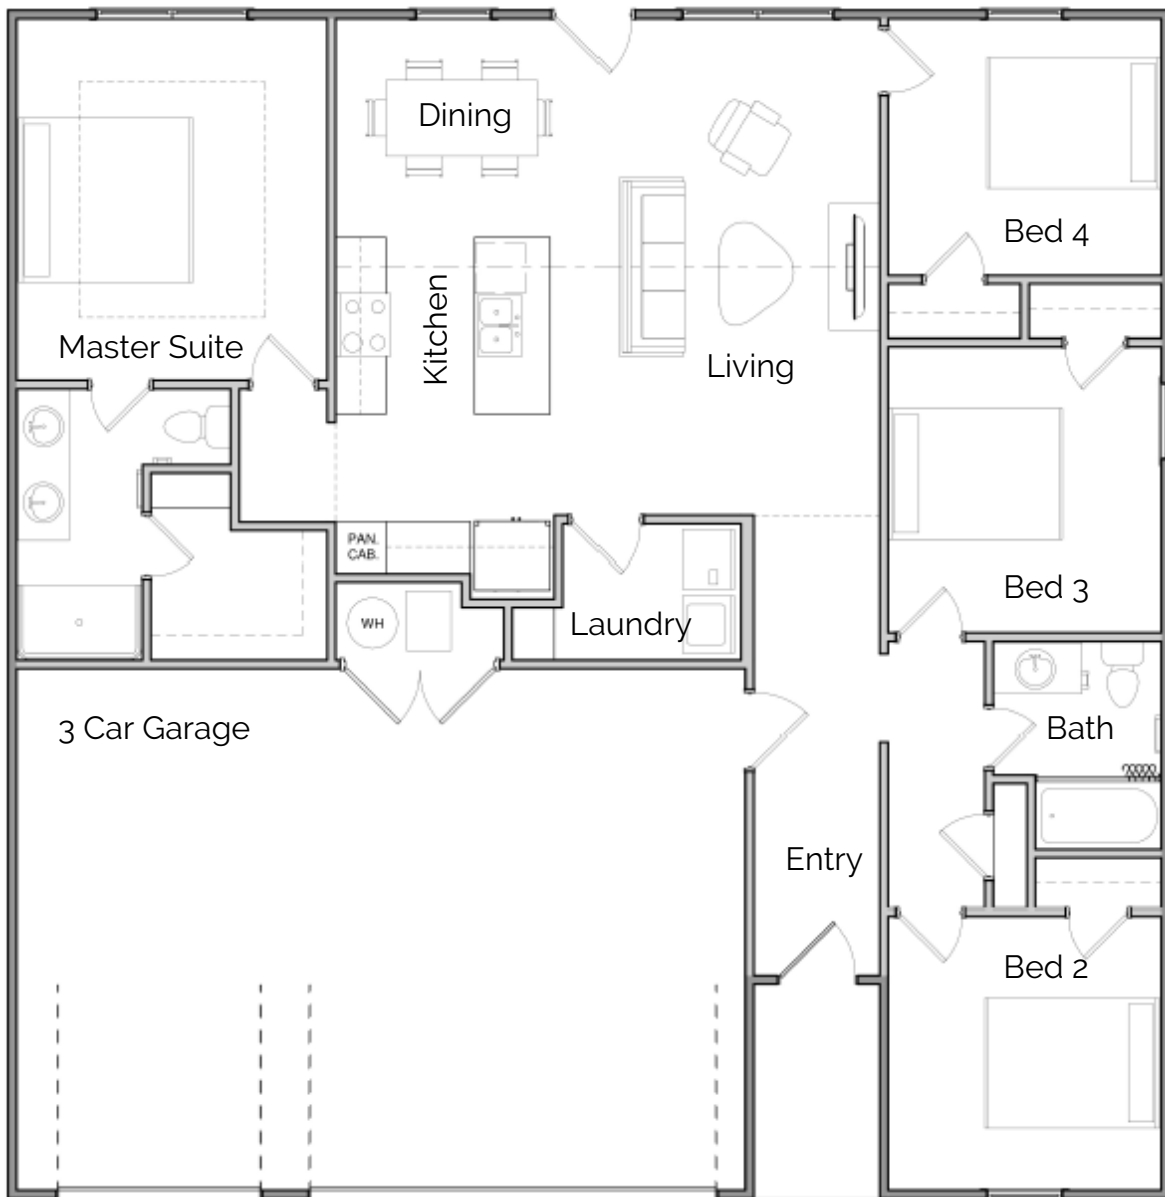 Dining
Bed 4
Master Suite
Kitchen
Living
PAN.
CAB.
Bed 3
WH
Laundry
3 Car Garage
Bath
Entry
Bed 2